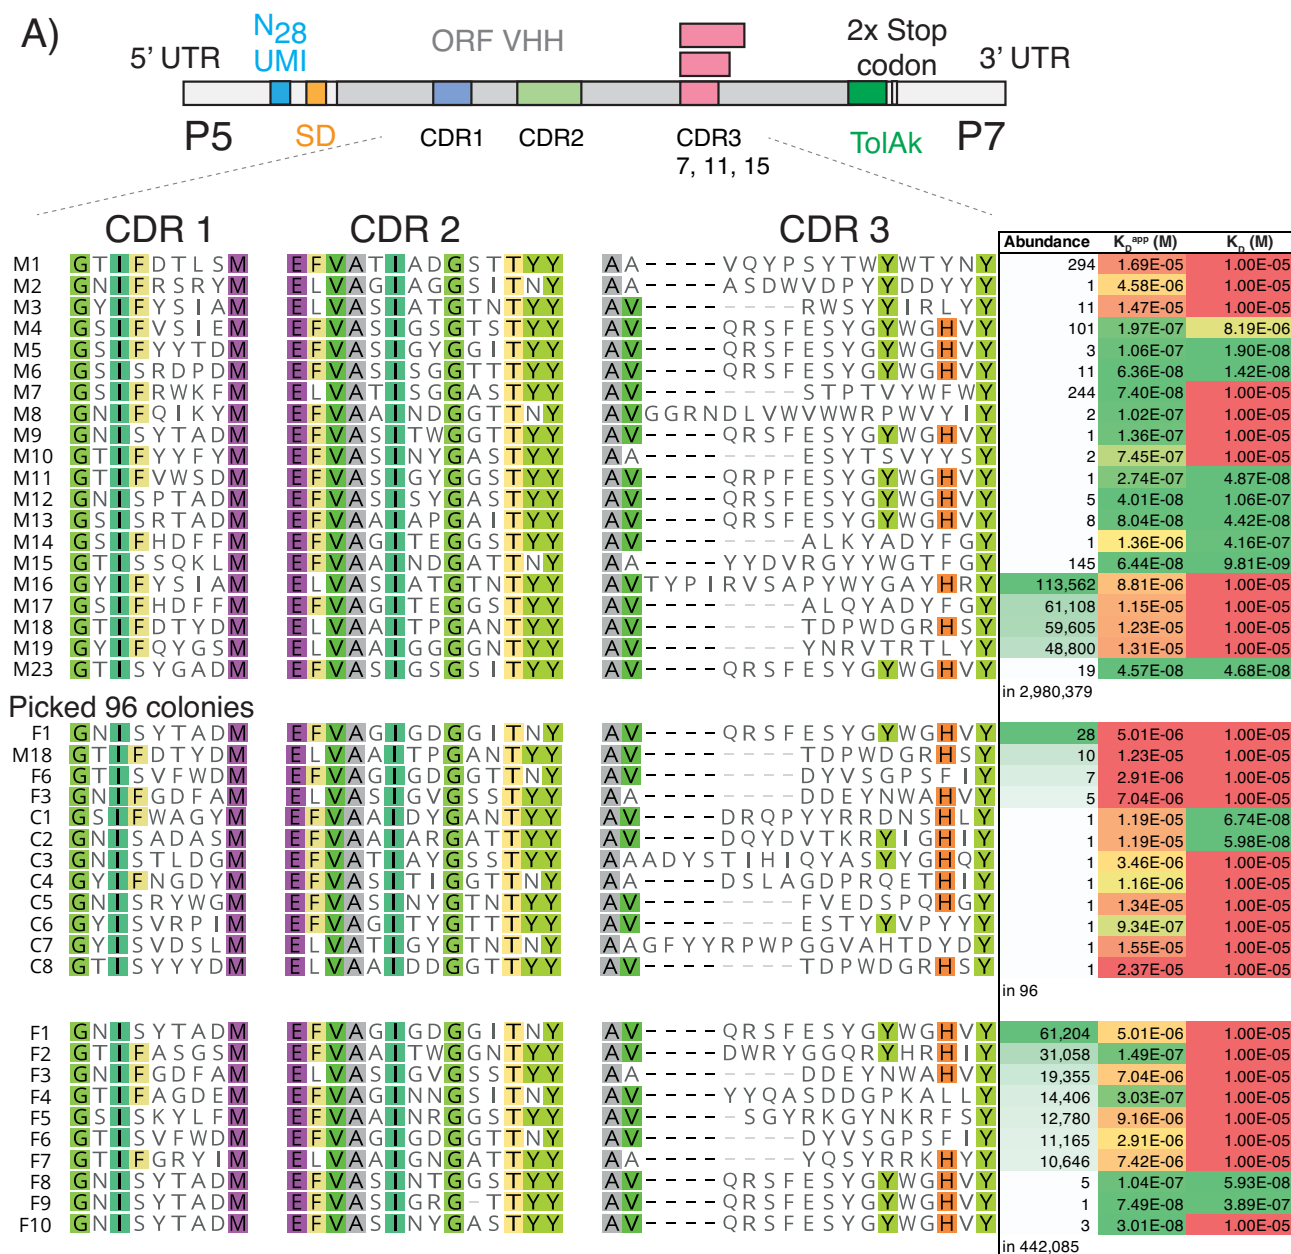 A)
N28 UMI
ORF VHH
2x Stop codon
5' UTR
3' UTR
P5
SD
CDR1
CDR2
CDR3
7, 11, 15
TolAk
P7
CDR 1 CDR 2 CDR 3 Abundance K_D^app (M) K_D (M)
M1 GTIFDTLSM EFVATIADGSTTYY AA----VQYPSYTWYWTYNY 294 1.69E-05 1.00E-05
M2 GNIFRSRYM ELVAGIAGGSITNY AA----ASDWVDPYYDDYYY 1 4.58E-06 1.00E-05
M3 GYIFYSIAM ELVASIATGTNTYY AV--------RWSYYIRLYY 11 1.47E-05 1.00E-05
M4 GSIFVSIEM EFVASIGSGTSTYY AV----QRSFESYGYWGHVY 101 1.97E-07 8.19E-06
M5 GSIFYYTDM EFVASIGYGGITYY AV----QRSFESYGYWGHVY 3 1.06E-07 1.90E-08
M6 GSISRDPDM EFVASISGGTTTYY AV----QRSFESYGYWGHVY 11 6.36E-08 1.42E-08
M7 GSIFRWKFM ELVATISGGASTYY AV--------STPTVYWFWY 244 7.40E-08 1.00E-05
M8 GNIFQIKYM EFVAAINDGGTTNY AVGGRNDLVWVWWRPWVYIY 2 1.02E-07 1.00E-05
M9 GNISYTADM EFVASITWGGTTYY AV----QRSFESYGYWGHVY 1 1.36E-07 1.00E-05
M10 GTIFYYFYM EFVASINYGASTYY AA--------ESYTSVYYSY 2 7.45E-07 1.00E-05
M11 GTIFVWSDM EFVASIGYGGSTYY AV----QRPFESYGYWGHVY 1 2.74E-07 4.87E-08
M12 GNISPTADM EFVASISYGASTYY AV----QRSFESYGYWGHVY 5 4.01E-08 1.06E-07
M13 GSISRTADM EFVAAIAPGAITYY AV----QRSFESYGYWGHVY 8 8.04E-08 4.42E-08
M14 GSIFHDFFM EFVAGITEGGSTYY AV--------ALKYADYFGY 1 1.36E-06 4.16E-07
M15 GTISSQKLM EFVAAINDGATTNY AA----YYDVRGYYWGTFGY 145 6.44E-08 9.81E-09
M16 GYIFYSIAM ELVASIATGTNTYY AVTYPIRVSAPYWYGAYHRY 113,562 8.81E-06 1.00E-05
M17 GSIFHDFFM EFVAGITEGGSTYY AV--------ALQYADYFGY 61,108 1.15E-05 1.00E-05
M18 GTIFDTYDM ELVAAITPGANTYY AV--------TDPWDGRHSY 59,605 1.23E-05 1.00E-05
M19 GYIFQYGSM ELVAAIGGGGNTYY AV--------YNRVTRTLYY 48,800 1.31E-05 1.00E-05
M23 GTISYGADM EFVASIGSGSITYY AV----QRSFESYGYWGHVY 19 4.57E-08 4.68E-08
in 2,980,379
Picked 96 colonies
F1 GNISYTADM EFVAGIGDGGITNY AV----QRSFESYGYWGHVY 28 5.01E-06 1.00E-05
M18 GTIFDTYDM ELVAAITPGANTYY AV--------TDPWDGRHSY 10 1.23E-05 1.00E-05
F6 GTISVFWDM EFVAGIGDGGTTNY AV--------DYVSGPSFIY 7 2.91E-06 1.00E-05
F3 GNIFGDFAM ELVASIGVGSSTYY AA--------DDEYNWAHVY 5 7.04E-06 1.00E-05
C1 GSIFWAGYM EFVAAIDYGANTYY AV----DRQPYYRRDNSHLY 1 1.19E-05 6.74E-08
C2 GNISADASM EFVAAIARGATTYY AV----DQYDVTKRYIGHIY 1 1.19E-05 5.98E-08
C3 GNISTLDGM EFVATIAYGSSTYY AAADYSTIHIQYASYYGHQY 1 3.46E-06 1.00E-05
C4 GYIFNGDYM EFVASITIGGTTNY AA----DSLAGDPRQETHIY 1 1.16E-06 1.00E-05
C5 GNISRYWGM EFVASINYGNTYY AV--------FVEDSPQHGY 1 1.34E-05 1.00E-05
C6 GYISVRPIM EFVAGITYGTTTYY AV--------ESTYYVPYYY 1 9.34E-07 1.00E-05
C7 GYISVDSLM ELVATIGYGTNTNY AAGFYYRPWPGGVAHTDYDY 1 1.55E-05 1.00E-05
C8 GTISYYYDM ELVAAIDDGGTTYY AV--------TDPWDGRHSY 1 2.37E-05 1.00E-05
in 96
F1 GNISYTADM EFVAGIGDGGITNY AV----QRSFESYGYWGHVY 61,204 5.01E-06 1.00E-05
F2 GTIFASGSM EFVAAITWGGNTYY AV----DWRYGGQRYHRHIY 31,058 1.49E-07 1.00E-05
F3 GNIFGDFAM ELVASIGVGSSTYY AA--------DDEYNWAHVY 19,355 7.04E-06 1.00E-05
F4 GTIFAGDEM EFVAGINNGSITNY AV----YYQASDDGPKALLY 14,406 3.03E-07 1.00E-05
F5 GSISKYLFM EFVAAINRGGSTYY AV-----SGYRKGYNKRFSY 12,780 9.16E-06 1.00E-05
F6 GTISVFWDM EFVAGIGDGGTTNY AV--------DYVSGPSFIY 11,165 2.91E-06 1.00E-05
F7 GTIFGRYIM ELVAAIGNGATTYY AA--------YQSYRRKHYY 10,646 7.42E-06 1.00E-05
F8 GNISYTADM EFVASINTGGSTYY AV----QRSFESYGYWGHVY 5 1.04E-07 5.93E-08
F9 GNISYTADM EFVASIGRG-TTYY AV----QRSFESYGYWGHVY 1 7.49E-08 3.89E-07
F10 GNISYTADM EFVASINYGASTYY AV----QRSFESYGYWGHVY 3 3.01E-08 1.00E-05
in 442,085